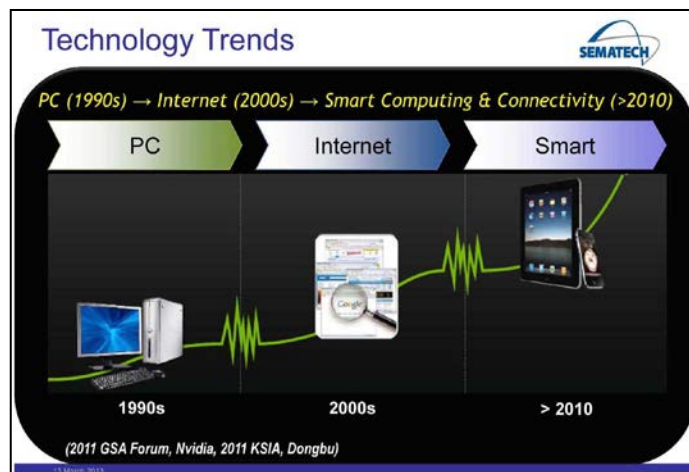 Technology Trends
SEMATECH
PC (1990s) → Internet (2000s) → Smart Computing & Connectivity (>2010)
PC
Internet
Smart
Google
1990s
2000s
> 2010
(2011 GSA Forum, Nvidia, 2011 KSIA, Dongbu)